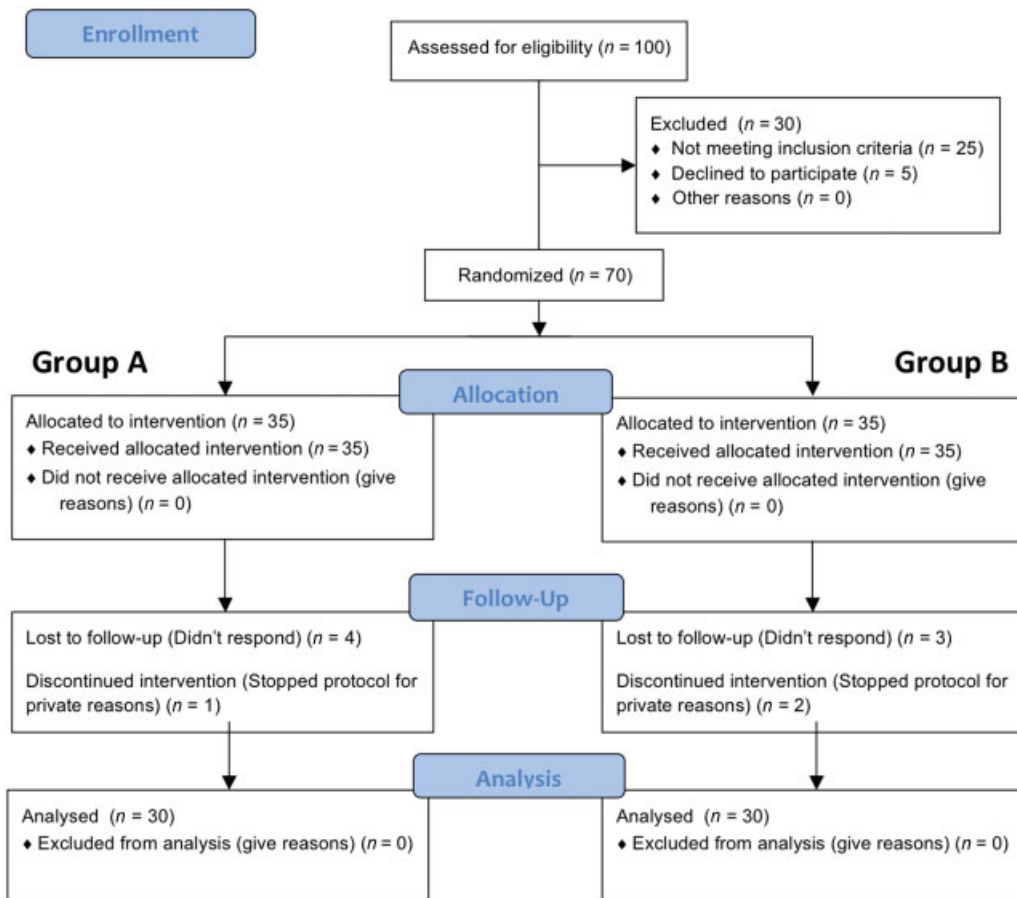 Enrollment
Assessed for eligibility (n = 100)
Excluded (n = 30)
♦ Not meeting inclusion criteria (n = 25)
♦ Declined to participate (n = 5)
♦ Other reasons (n = 0)
Randomized (n = 70)
Group A
Group B
Allocation
Allocated to intervention (n = 35)
♦ Received allocated intervention (n = 35)
♦ Did not receive allocated intervention (give
reasons) (n = 0)
Allocated to intervention (n = 35)
♦ Received allocated intervention (n = 35)
♦ Did not receive allocated intervention (give
reasons) (n = 0)
Follow-Up
Lost to follow-up (Didn't respond) (n = 4)
Discontinued intervention (Stopped protocol for
private reasons) (n = 1)
Lost to follow-up (Didn't respond) (n = 3)
Discontinued intervention (Stopped protocol for
private reasons) (n = 2)
Analysis
Analysed (n = 30)
♦ Excluded from analysis (give reasons) (n = 0)
Analysed (n = 30)
♦ Excluded from analysis (give reasons) (n = 0)